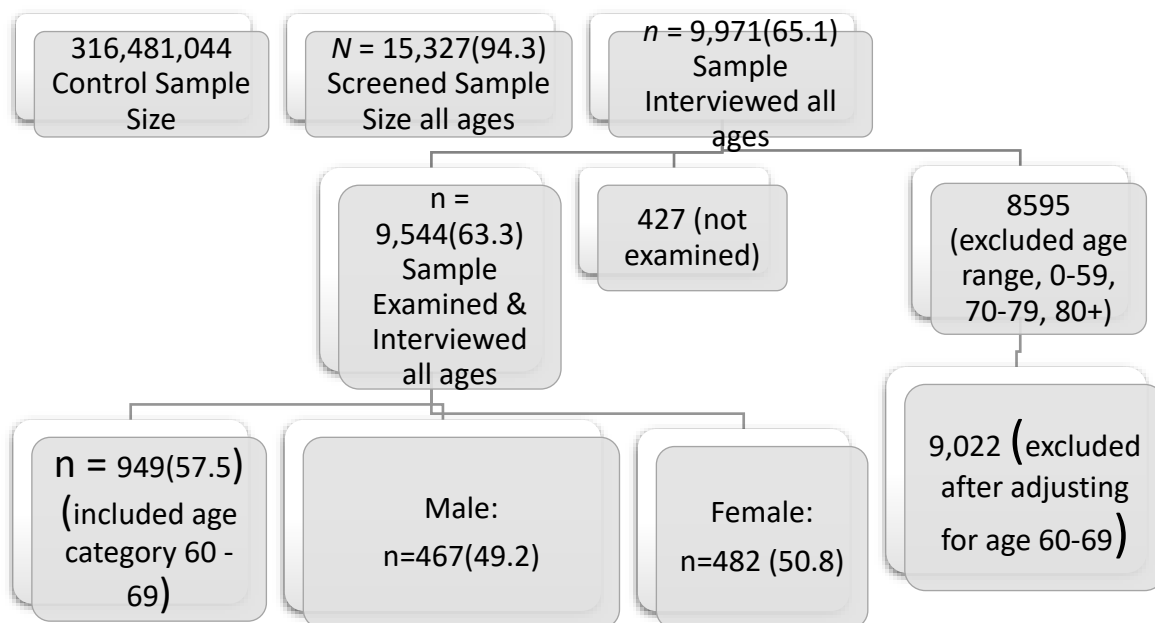 316,481,044
Control Sample
Size
N = 15,327(94.3)
Screened Sample
Size all ages
n = 9,971(65.1)
Sample
Interviewed all
ages
n =
9,544(63.3)
Sample
Examined &
Interviewed
all ages
427 (not
examined)
8595
(excluded age
range, 0-59,
70-79, 80+)
n = 949(57.5)
(included age
category 60 -
69)
Male:
n=467(49.2)
Female:
n=482 (50.8)
9,022 (excluded
after adjusting
for age 60-69)